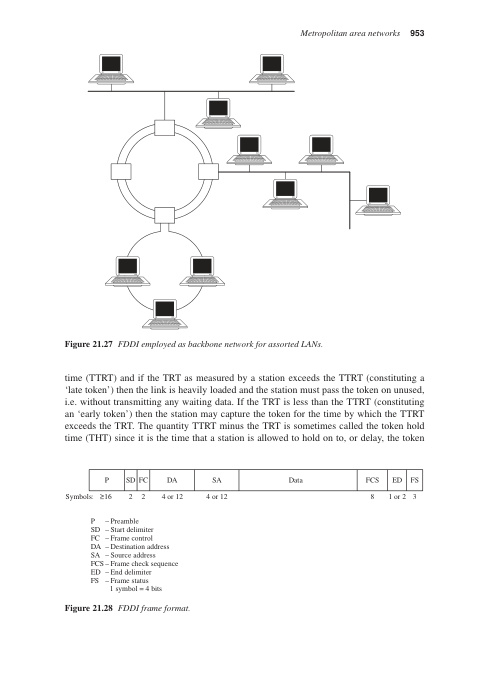 Metropolitan area networks 953
Figure 21.27 FDDI employed as backbone network for assorted LANs.
time (TTRT) and if the TRT as measured by a station exceeds the TTRT (constituting a
‘late token’) then the link is heavily loaded and the station must pass the token on unused,
i.e. without transmitting any waiting data. If the TRT is less than the TTRT (constituting
an ‘early token’) then the station may capture the token for the time by which the TTRT
exceeds the TRT. The quantity TTRT minus the TRT is sometimes called the token hold
time (THT) since it is the time that a station is allowed to hold on to, or delay, the token
P SD FC DA SA Data FCS ED FS
Symbols: ≥16 2 2 4 or 12 4 or 12 8 1 or 2 3
P – Preamble
SD – Start delimiter
FC – Frame control
DA – Destination address
SA – Source address
FCS – Frame check sequence
ED – End delimiter
FS – Frame status
1 symbol = 4 bits
Figure 21.28 FDDI frame format.